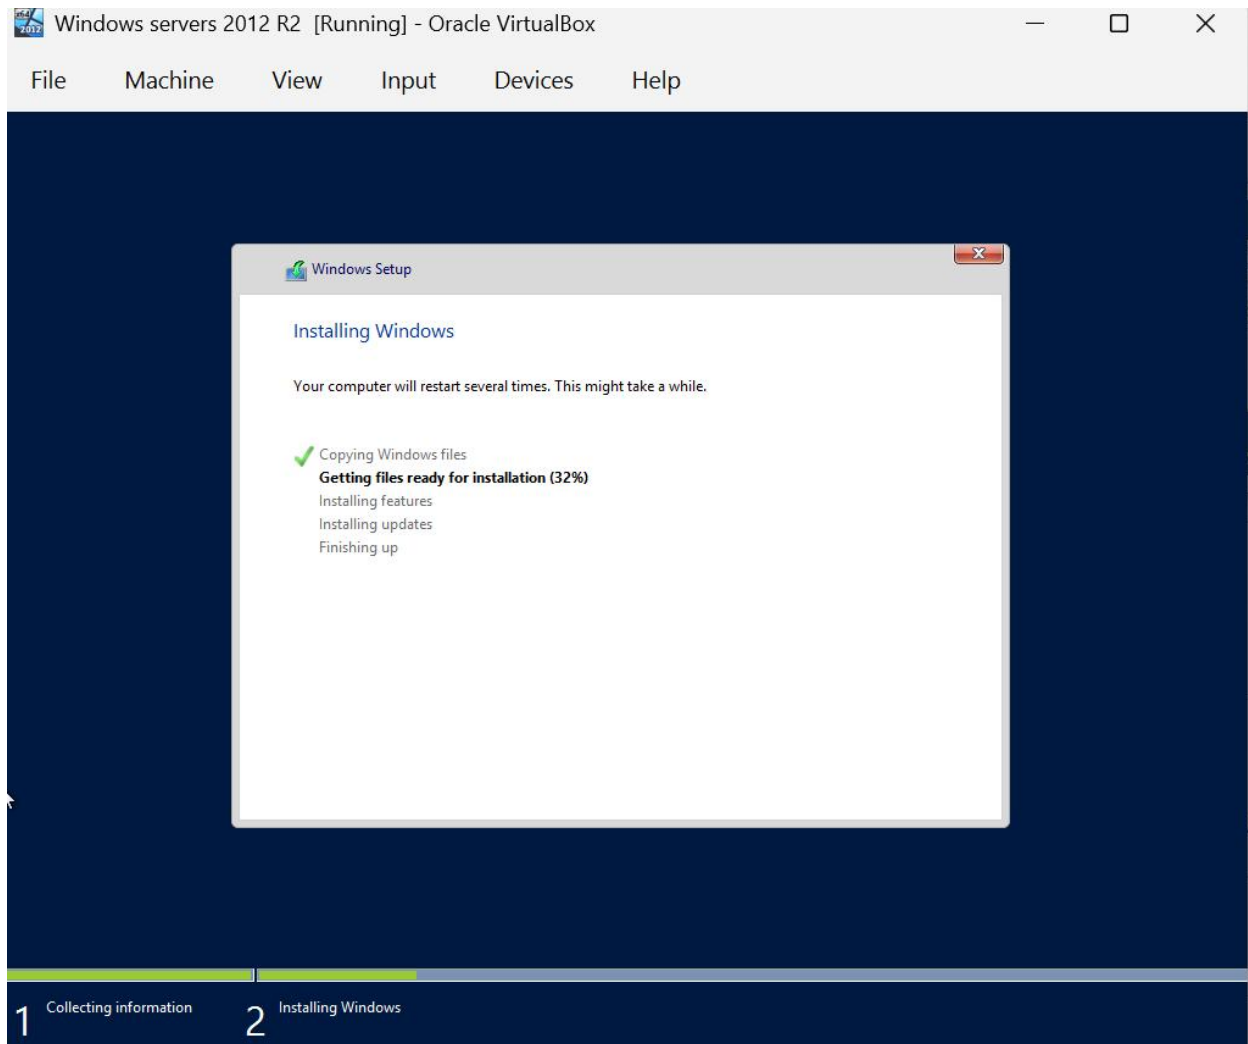 x64
2012
Windows servers 2012 R2 [Running] - Oracle VirtualBox
File Machine View Input Devices Help
Windows Setup
Installing Windows
Your computer will restart several times. This might take a while.
Copying Windows files
Getting files ready for installation (32%)
Installing features
Installing updates
Finishing up
1 Collecting information 2 Installing Windows